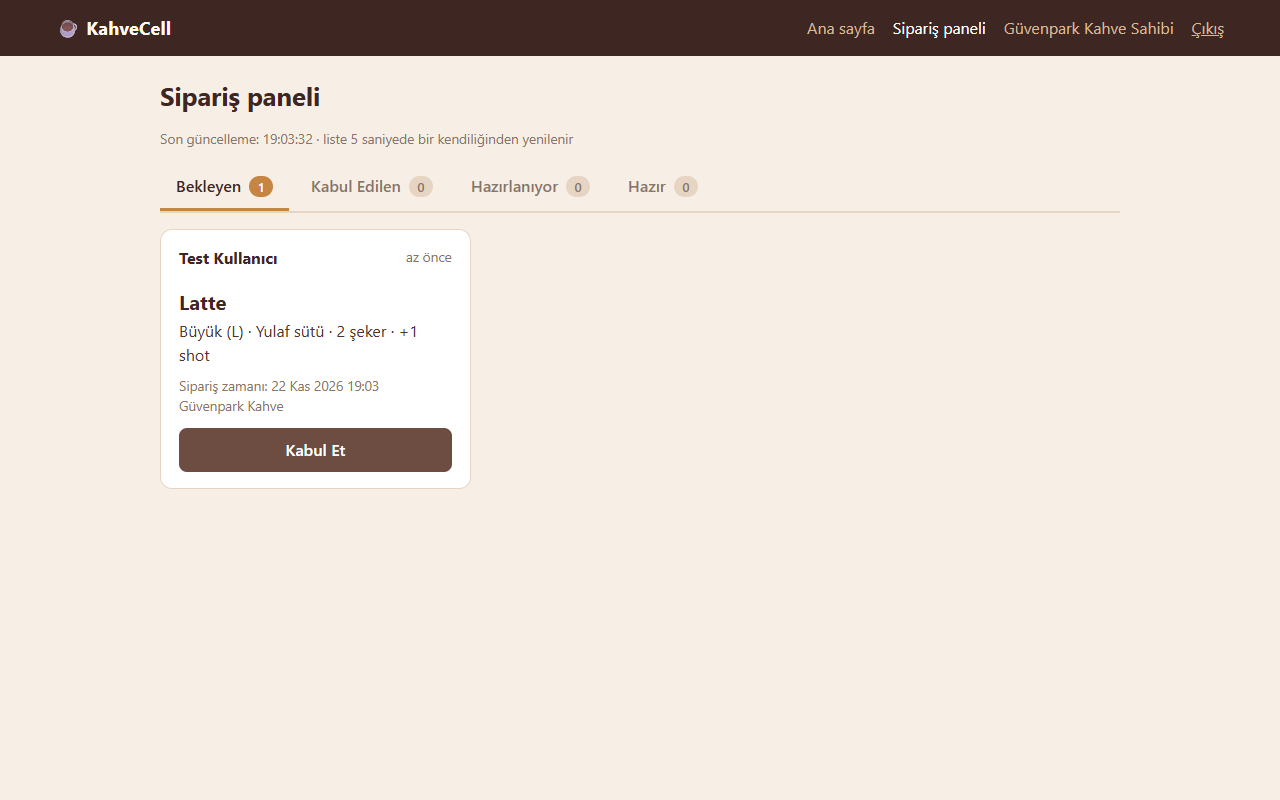 KahveCell
Ana sayfa
Sipariş paneli
Güvenpark Kahve Sahibi
Çıkış
Sipariş paneli
Son güncelleme: 19:03:32 · liste 5 saniyede bir kendiliğinden yenilenir
Bekleyen 1
Kabul Edilen 0
Hazırlanıyor 0
Hazır 0
Test Kullanıcı
az önce
Latte
Büyük (L) · Yulaf sütü · 2 şeker · +1
shot
Sipariş zamanı: 22 Kas 2026 19:03
Güvenpark Kahve
Kabul Et